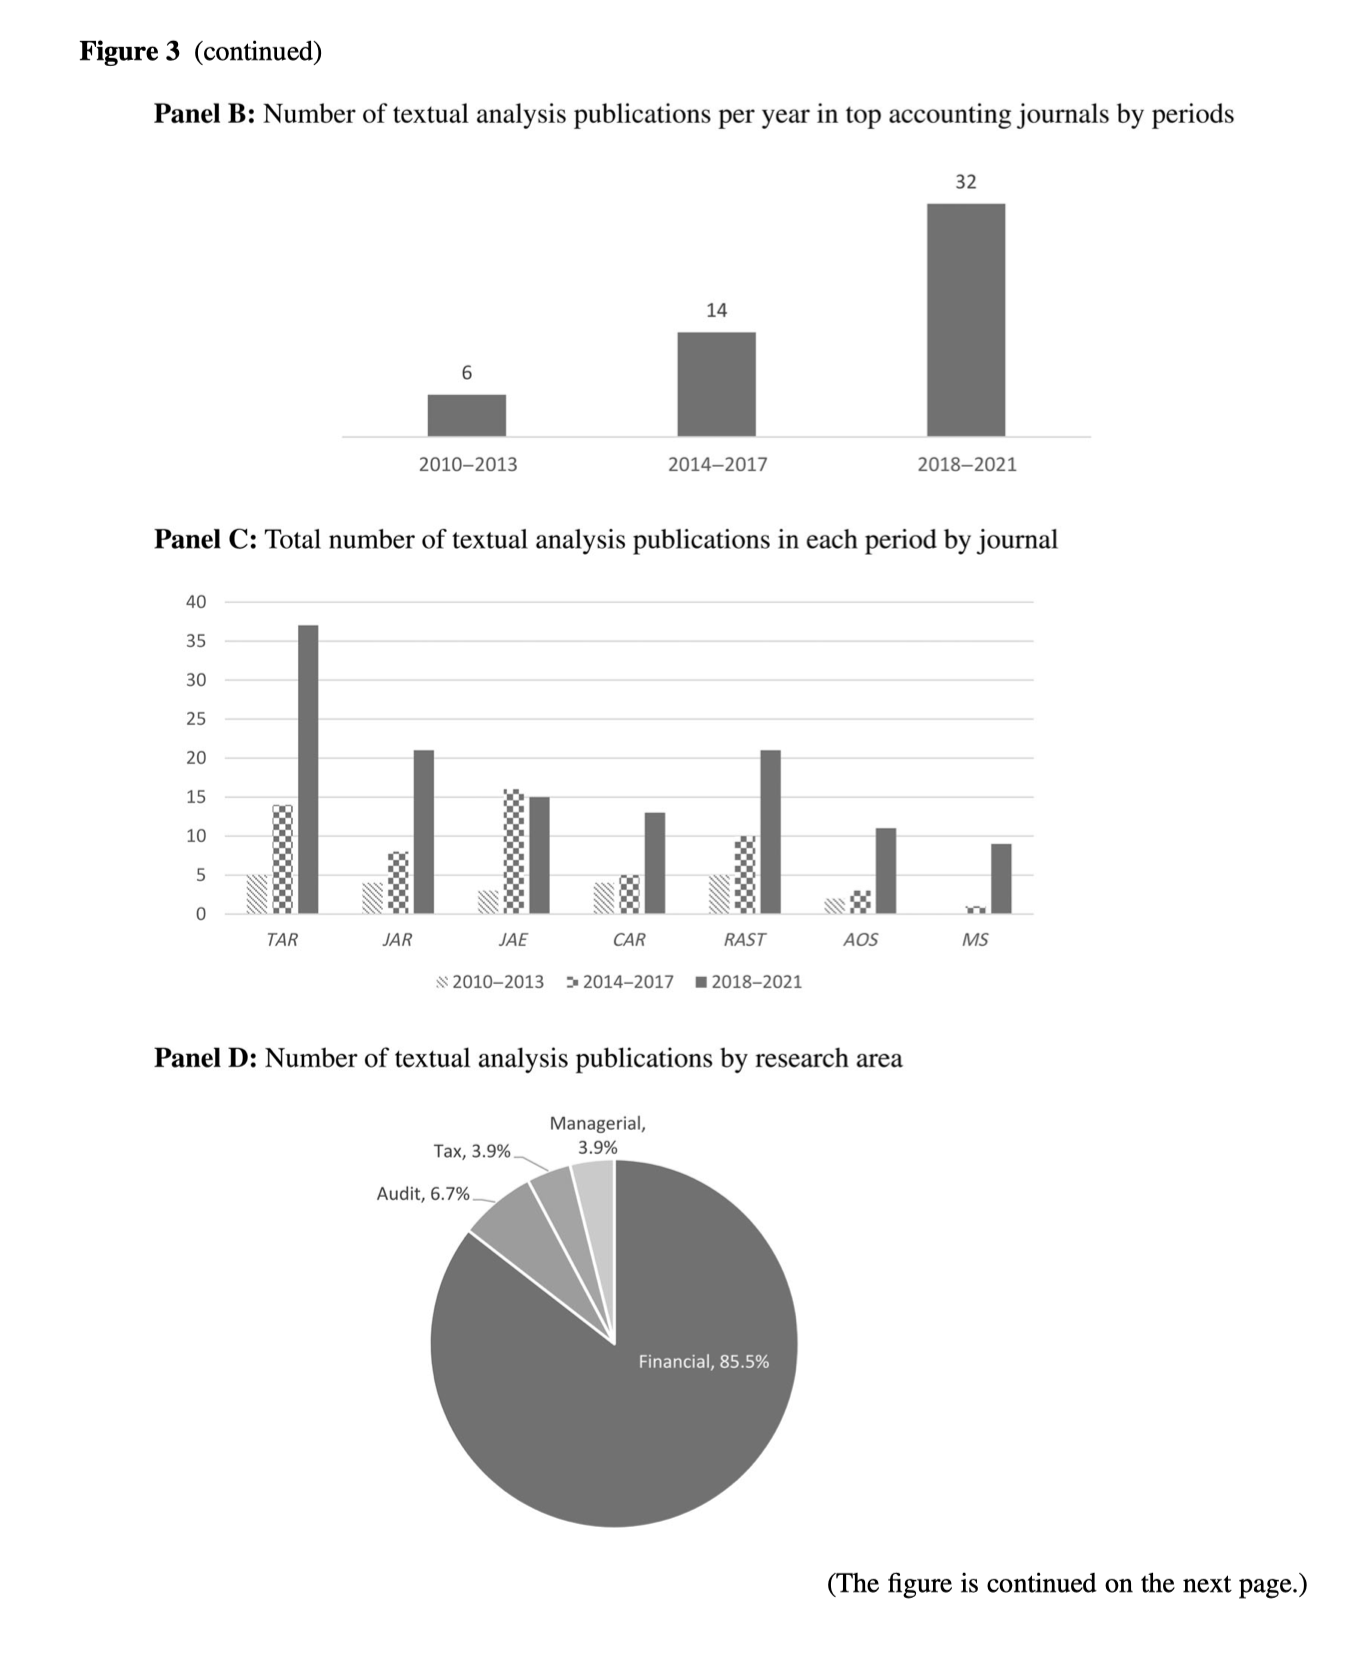 Figure 3 (continued)
Panel B: Number of textual analysis publications per year in top accounting journals by periods
32
14
6
2010–2013 2014–2017 2018–2021
Panel C: Total number of textual analysis publications in each period by journal
40
35
30
25
20
15
10
5
0
TAR JAR JAE CAR RAST AOS MS
2010–2013 2014–2017 2018–2021
Panel D: Number of textual analysis publications by research area
Managerial,
3.9%
Tax, 3.9%
Audit, 6.7%
Financial, 85.5%
(The figure is continued on the next page.)